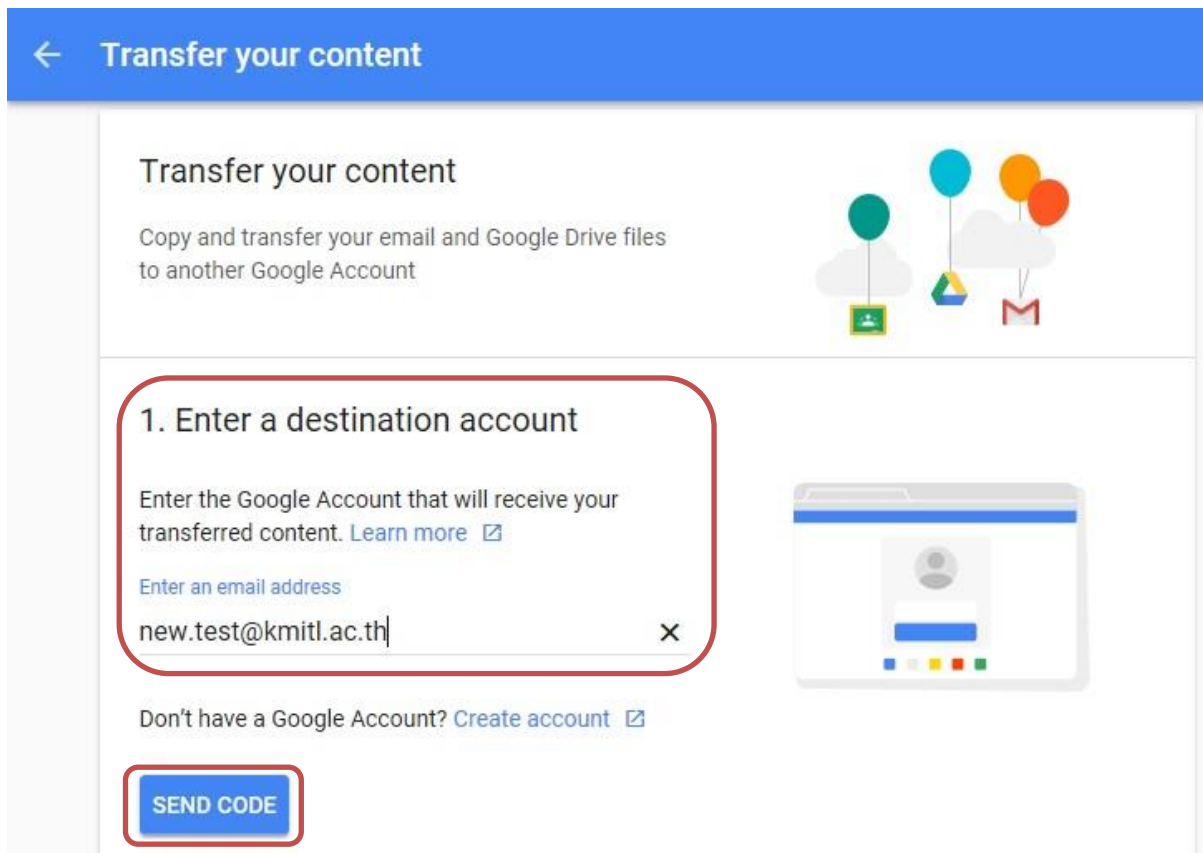 Transfer your content
Transfer your content
Copy and transfer your email and Google Drive files
to another Google Account
1. Enter a destination account
Enter the Google Account that will receive your
transferred content. Learn more
Enter an email address
new.test@kmitl.ac.th
Don't have a Google Account? Create account
SEND CODE